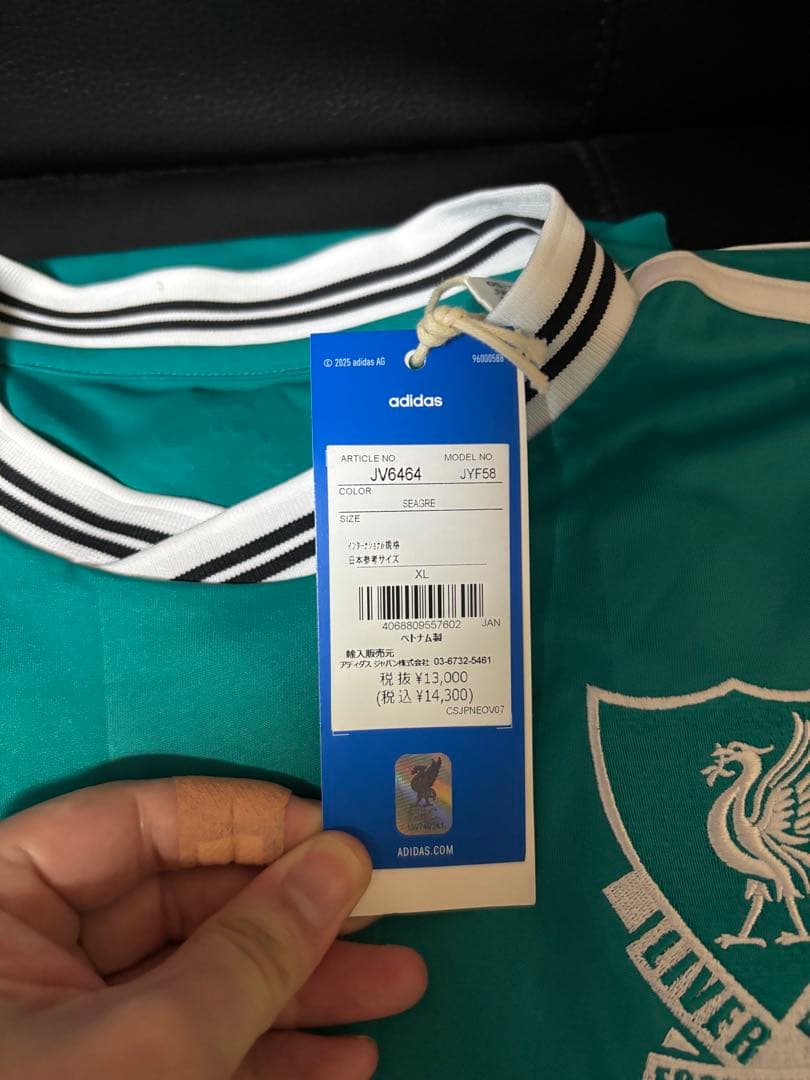 © 2025 adidas AG
96000588
adidas
ARTICLE NO. MODEL NO.
JV6464 JYF58
COLOR
SEAGRE
SIZE
インターナショナル規格
日本参考サイズ
XL
4068809557602 JAN
ベトナム製
輸入販売元
アディダス ジャパン株式会社 03-6732-5461
税抜 ¥13,000
(税込 ¥14,300)
CSJPNEOV07
ADIDAS.COM
LIVER